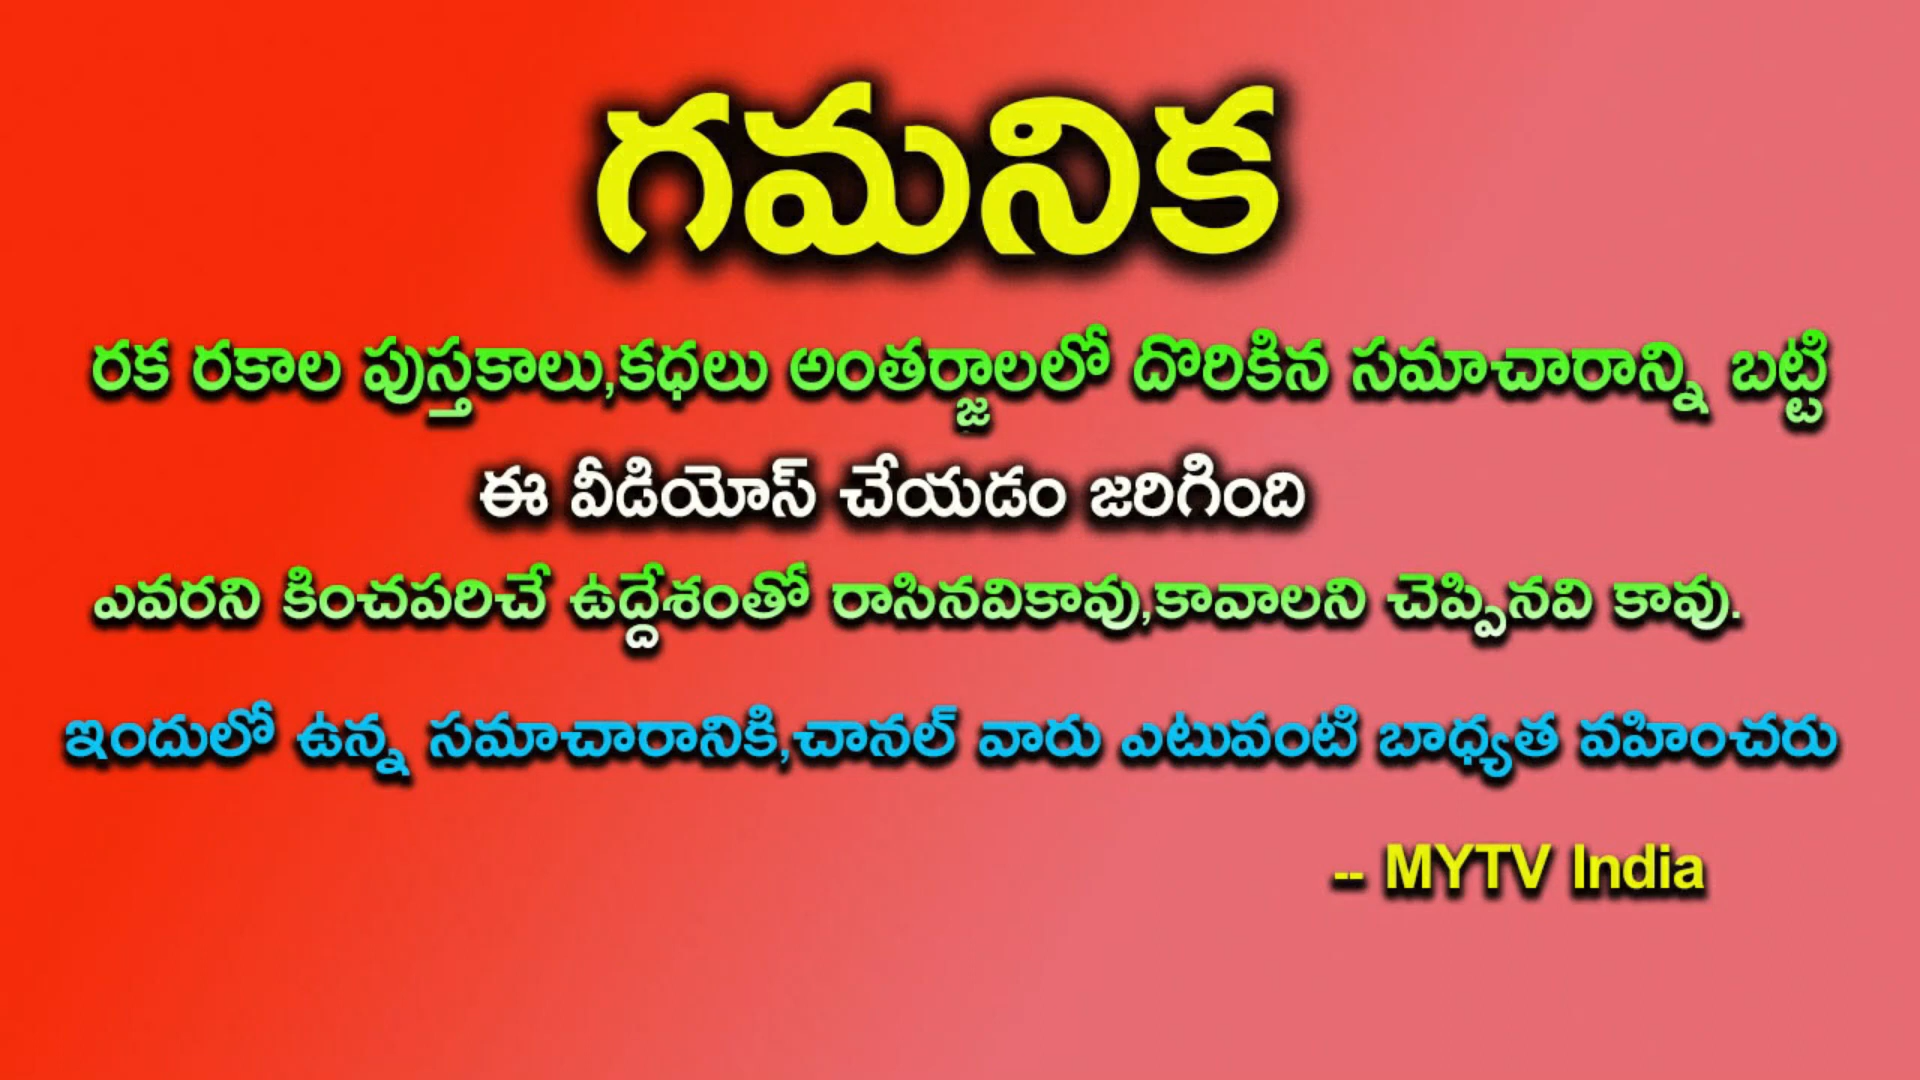 గమనిక
రక రకాల పుస్తకాలు,కధలు అంతర్జాలలో దొరికిన సమాచారాన్ని బట్టి
ఈ వీడియోస్ చేయడం జరిగింది
ఎవరని కించపరిచే ఉద్దేశంతో రాసినవికావు,కావాలని చెప్పినవి కావు.
ఇందులో ఉన్న సమాచారానికి,చానల్ వారు ఎటువంటి బాధ్యత వహించరు
-- MYTV India